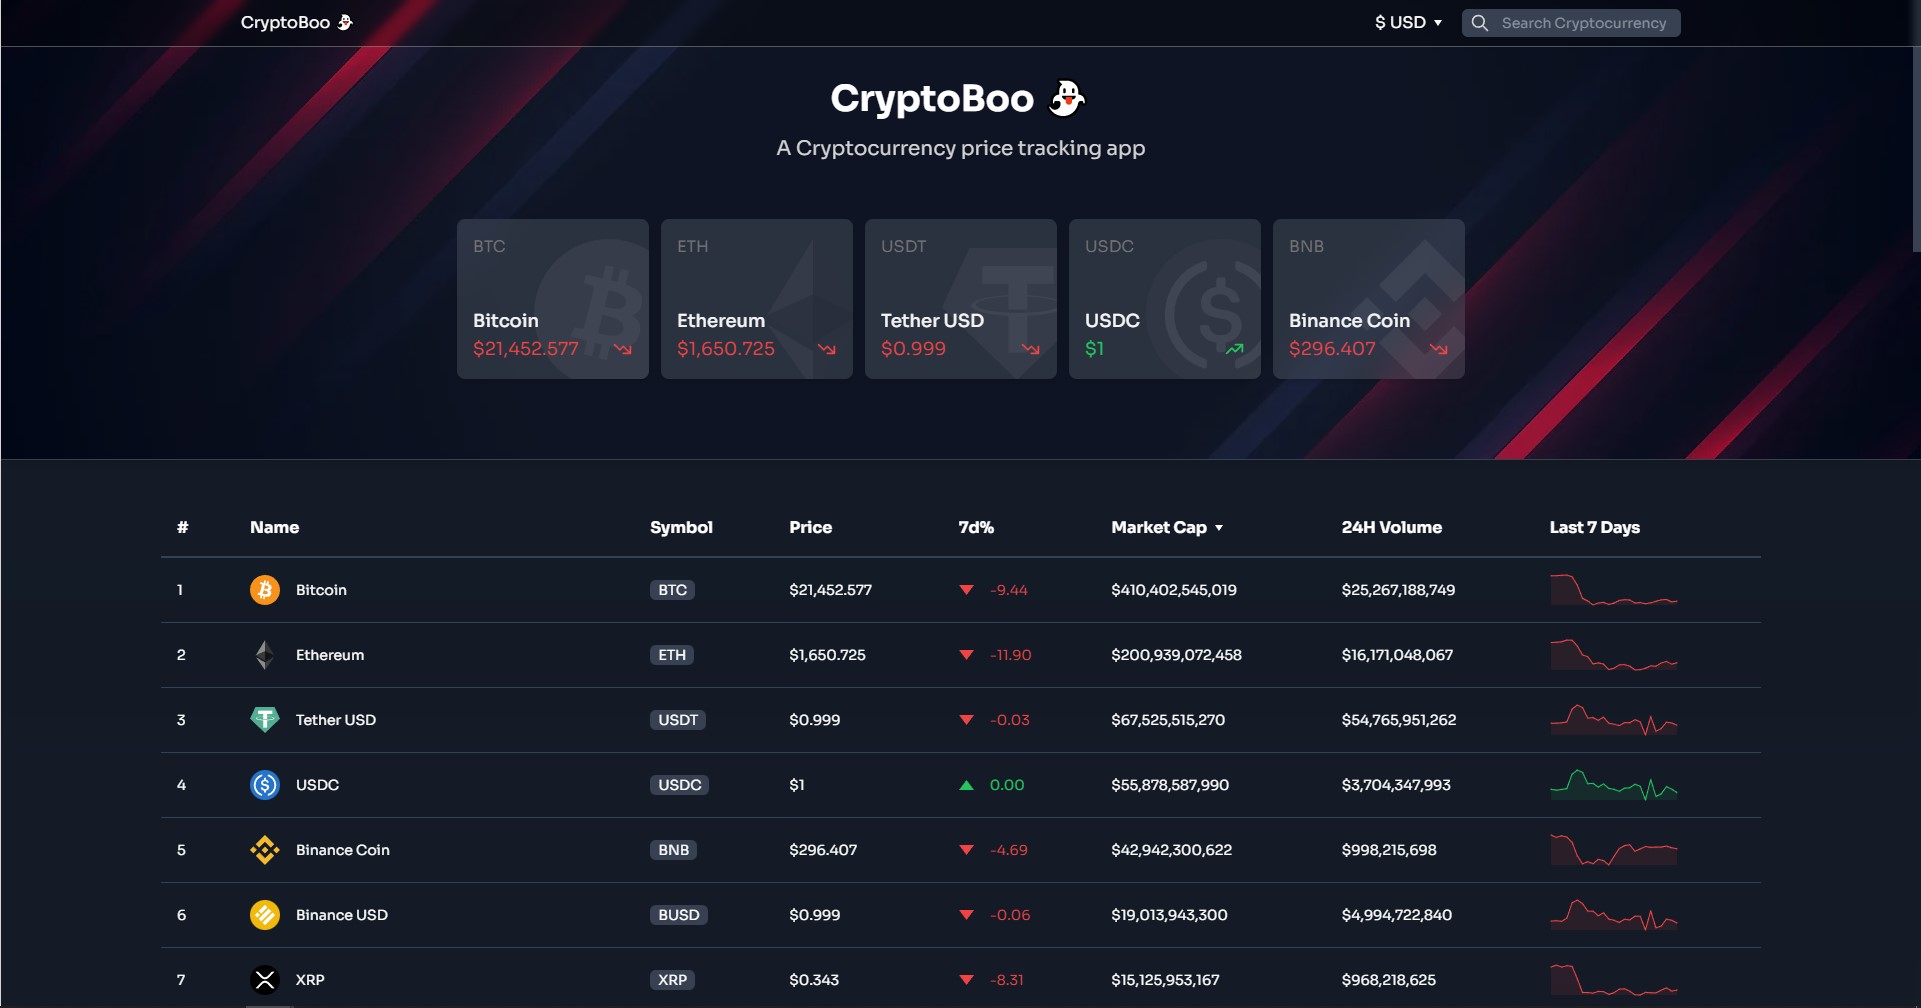 CryptoBoo
$ USD
Search Cryptocurrency
CryptoBoo
A Cryptocurrency price tracking app
BTC
Bitcoin
$21,452.577
ETH
Ethereum
$1,650.725
USDT
Tether USD
$0.999
USDC
USDC
$1
BNB
Binance Coin
$296.407
# Name Symbol Price 7d% Market Cap 24H Volume Last 7 Days
1 Bitcoin BTC $21,452.577 -9.44 $410,402,545,019 $25,267,188,749
2 Ethereum ETH $1,650.725 -11.90 $200,939,072,458 $16,171,048,067
3 Tether USD USDT $0.999 -0.03 $67,525,515,270 $54,765,951,262
4 USDC USDC $1 0.00 $55,878,587,990 $3,704,347,993
5 Binance Coin BNB $296.407 -4.69 $42,942,300,622 $998,215,698
6 Binance USD BUSD $0.999 -0.06 $19,013,943,300 $4,994,722,840
7 XRP XRP $0.343 -8.31 $15,125,953,167 $968,218,625